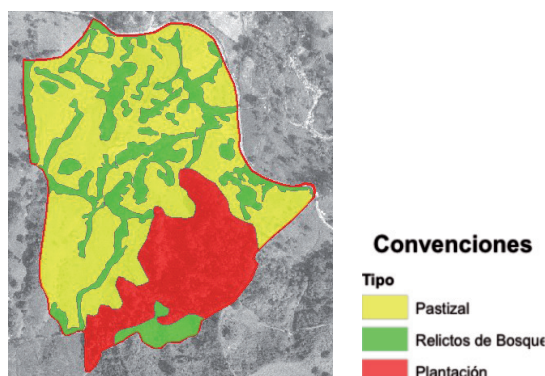 Convenciones
Tipo
Pastizal
Relictos de Bosque
Plantación